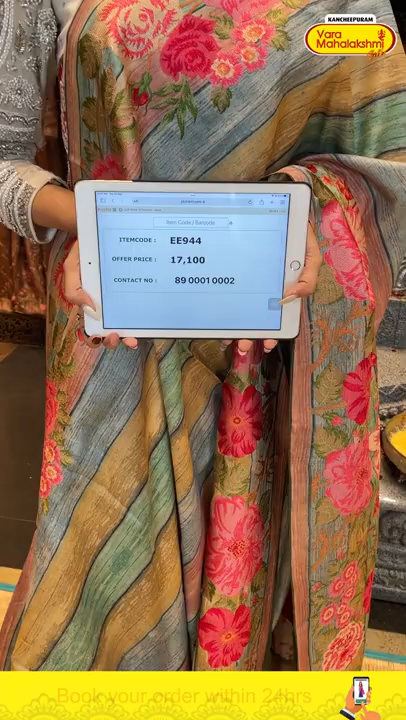 KANCHEEPURAM
Vara
Mahalakshmi
Item Code / Barcode
ITEMCODE : EE944
OFFER PRICE : 17,100
CONTACT NO : 89 0001 0002
Book your order within 24hrs